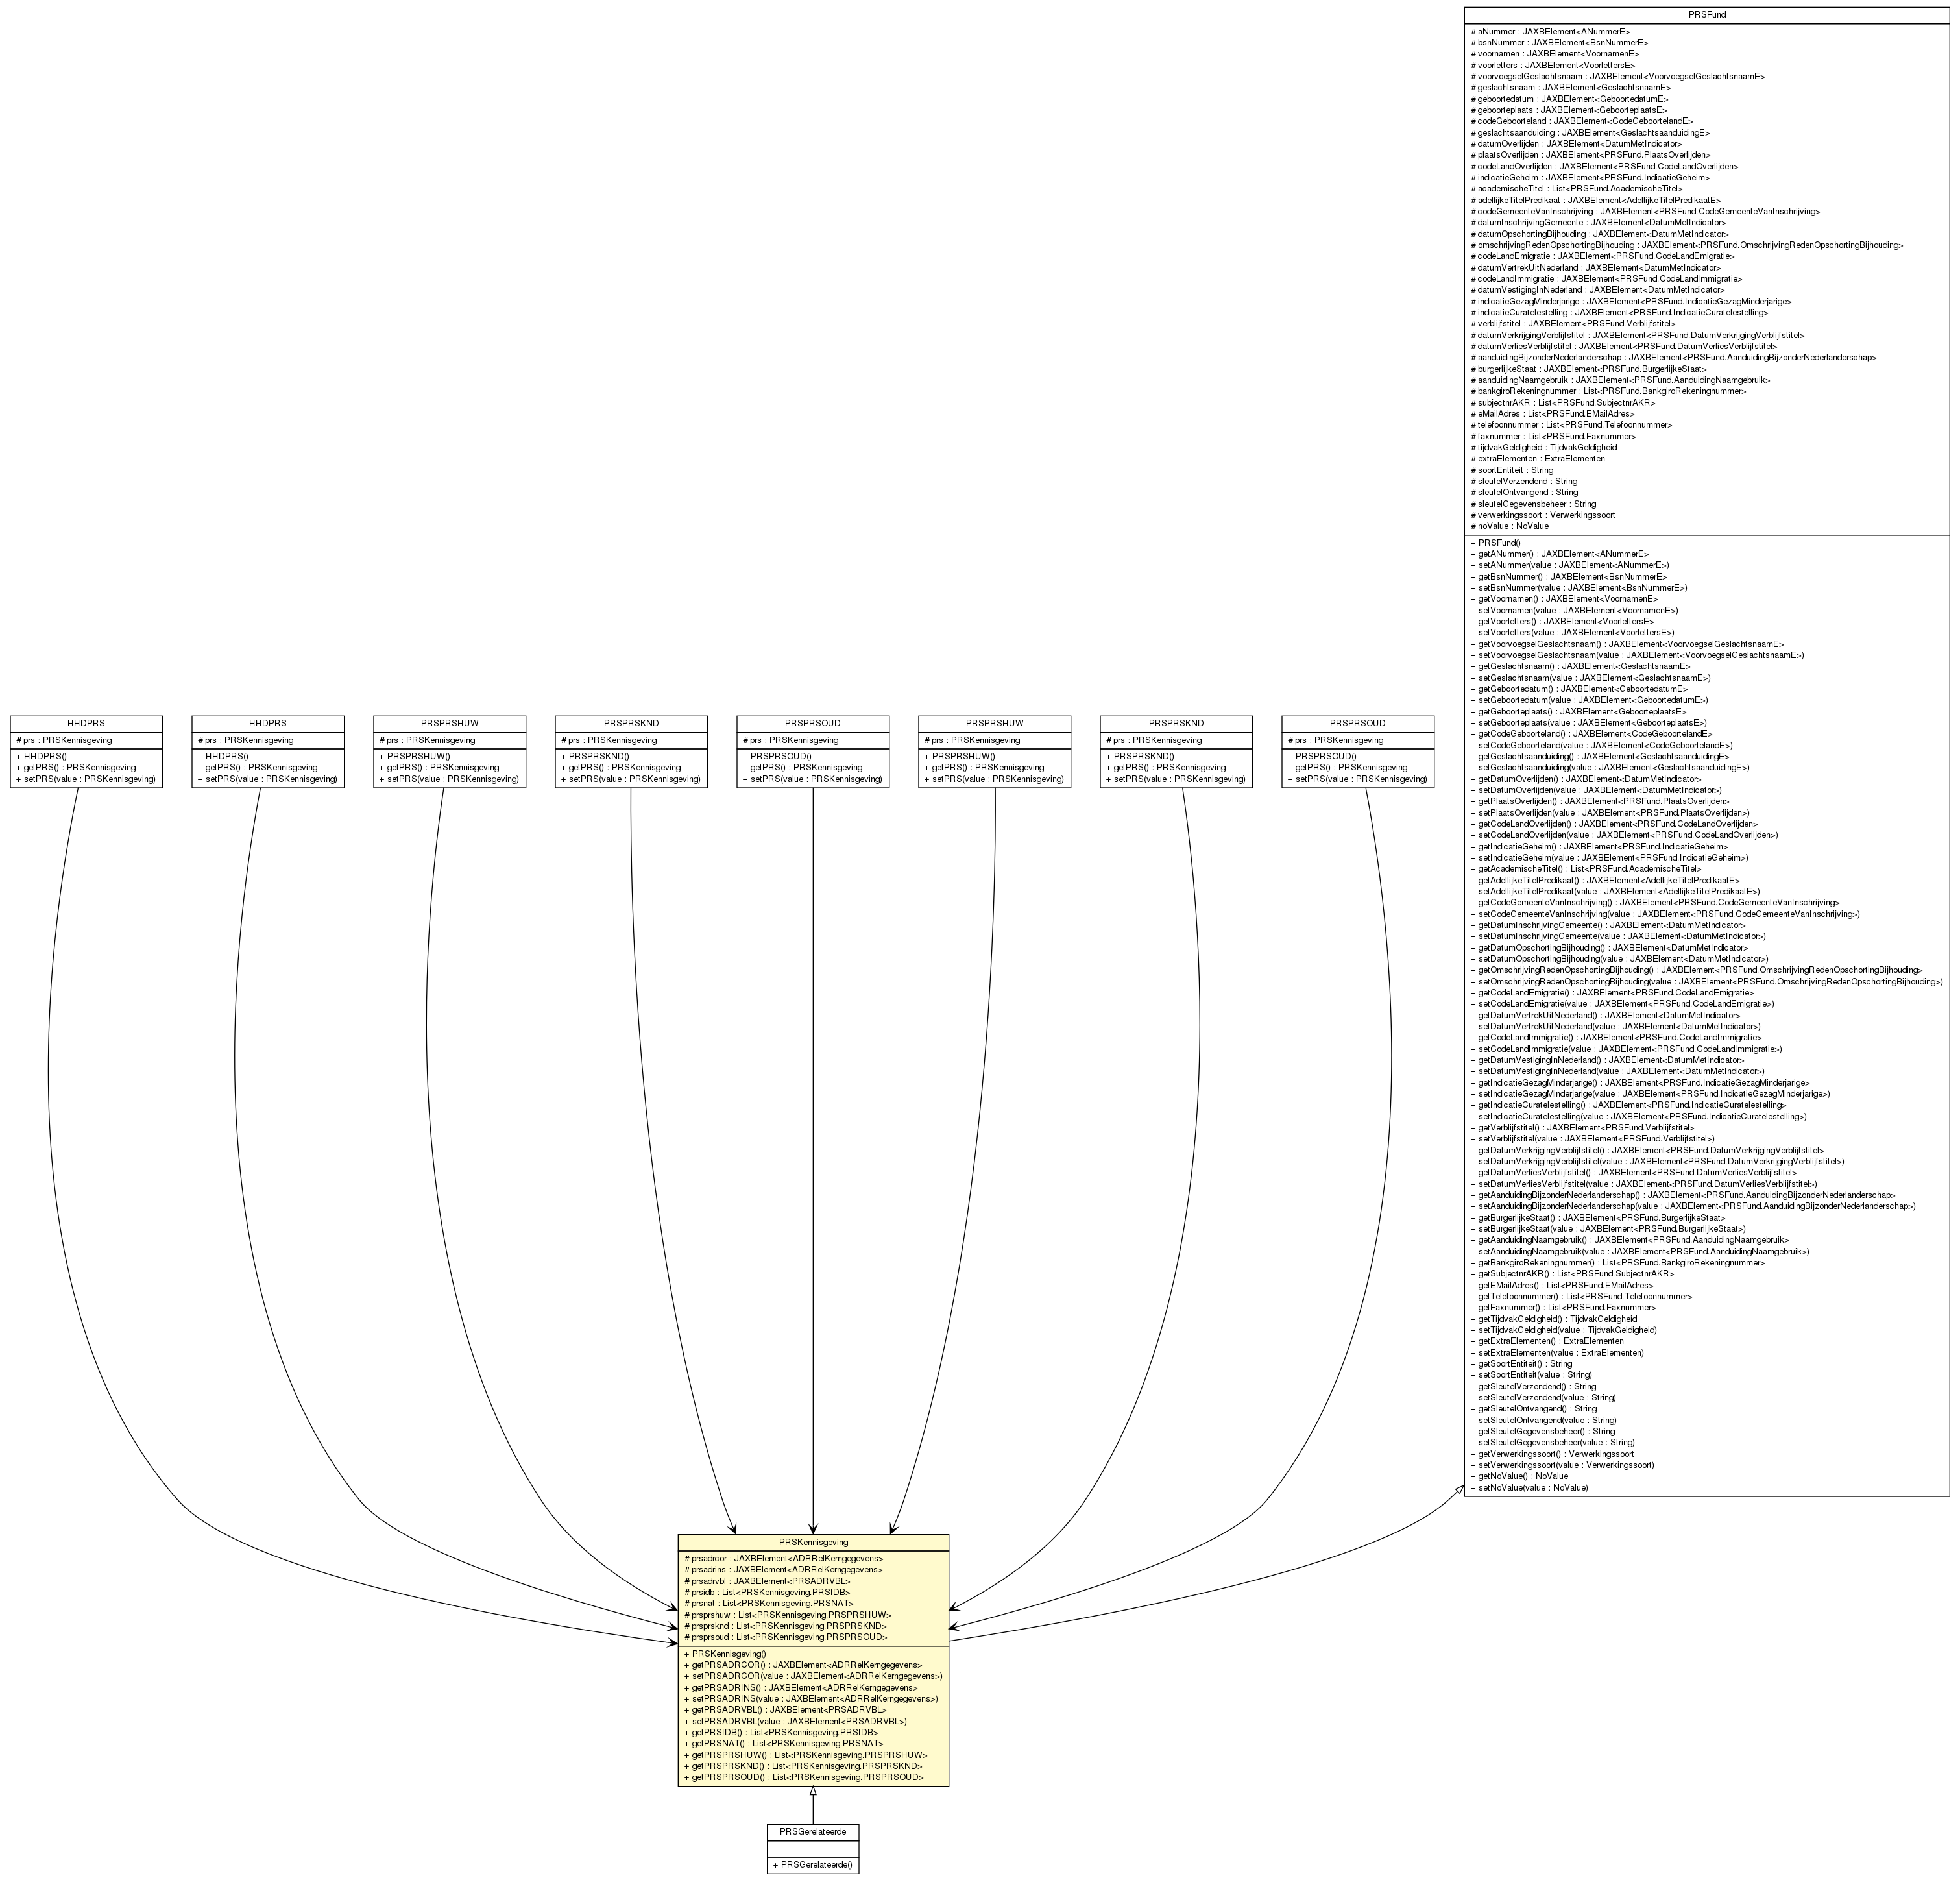 PRSFund
# aNummer : JAXBElement<ANummerE>
# bsnNummer : JAXBElement<BsnNummerE>
# voornamen : JAXBElement<VoornamenE>
# voorletters : JAXBElement<VoorlettersE>
# voorvoegselGeslachtsnaam : JAXBElement<VoorvoegselGeslachtsnaamE>
# geslachtsnaam : JAXBElement<GeslachtsnaamE>
# geboortedatum : JAXBElement<GeboortedatumE>
# geboorteplaats : JAXBElement<GeboorteplaatsE>
# codeGeboorteland : JAXBElement<CodeGeboortelandE>
# geslachtsaanduiding : JAXBElement<GeslachtsaanduidingE>
# datumOverlijden : JAXBElement<DatumMetIndicator>
# plaatsOverlijden : JAXBElement<PRSFund.PlaatsOverlijden>
# codeLandOverlijden : JAXBElement<PRSFund.CodeLandOverlijden>
# indicatieGeheim : JAXBElement<PRSFund.IndicatieGeheim>
# academischeTitel : List<PRSFund.AcademischeTitel>
# adellijkeTitelPredikaat : JAXBElement<AdellijkeTitelPredikaatE>
# codeGemeenteVanInschrijving : JAXBElement<PRSFund.CodeGemeenteVanInschrijving>
# datumInschrijvingGemeente : JAXBElement<DatumMetIndicator>
# datumOpschortingBijhouding : JAXBElement<DatumMetIndicator>
# omschrijvingRedenOpschortingBijhouding : JAXBElement<PRSFund.OmschrijvingRedenOpschortingBijhouding>
# codeLandEmigratie : JAXBElement<PRSFund.CodeLandEmigratie>
# datumVertrekUitNederland : JAXBElement<DatumMetIndicator>
# codeLandImmigratie : JAXBElement<PRSFund.CodeLandImmigratie>
# datumVestigingInNederland : JAXBElement<DatumMetIndicator>
# indicatieGezagMinderjarige : JAXBElement<PRSFund.IndicatieGezagMinderjarige>
# indicatieCuratelestelling : JAXBElement<PRSFund.IndicatieCuratelestelling>
# verblijfstitel : JAXBElement<PRSFund.Verblijfstitel>
# datumVerkrijgingVerblijfstitel : JAXBElement<PRSFund.DatumVerkrijgingVerblijfstitel>
# datumVerliesVerblijfstitel : JAXBElement<PRSFund.DatumVerliesVerblijfstitel>
# aanduidingBijzonderNederlanderschap : JAXBElement<PRSFund.AanduidingBijzonderNederlanderschap>
# burgerlijkeStaat : JAXBElement<PRSFund.BurgerlijkeStaat>
# aanduidingNaamgebruik : JAXBElement<PRSFund.AanduidingNaamgebruik>
# bankgiroRekeningnummer : List<PRSFund.BankgiroRekeningnummer>
# subjectnrAKR : List<PRSFund.SubjectnrAKR>
# eMailAdres : List<PRSFund.EMailAdres>
# telefoonnummer : List<PRSFund.Telefoonnummer>
# faxnummer : List<PRSFund.Faxnummer>
# tijdvakGeldigheid : TijdvakGeldigheid
# extraElementen : ExtraElementen
# soortEntiteit : String
# sleutelVerzendend : String
# sleutelOntvangend : String
# sleutelGegevensbeheer : String
# verwerkingssoort : Verwerkingssoort
# noValue : NoValue
+ PRSFund()
+ getANummer() : JAXBElement<ANummerE>
+ setANummer(value : JAXBElement<ANummerE>)
+ getBsnNummer() : JAXBElement<BsnNummerE>
+ setBsnNummer(value : JAXBElement<BsnNummerE>)
+ getVoornamen() : JAXBElement<VoornamenE>
+ setVoornamen(value : JAXBElement<VoornamenE>)
+ getVoorletters() : JAXBElement<VoorlettersE>
+ setVoorletters(value : JAXBElement<VoorlettersE>)
+ getVoorvoegselGeslachtsnaam() : JAXBElement<VoorvoegselGeslachtsnaamE>
+ setVoorvoegselGeslachtsnaam(value : JAXBElement<VoorvoegselGeslachtsnaamE>)
+ getGeslachtsnaam() : JAXBElement<GeslachtsnaamE>
+ setGeslachtsnaam(value : JAXBElement<GeslachtsnaamE>)
+ getGeboortedatum() : JAXBElement<GeboortedatumE>
+ setGeboortedatum(value : JAXBElement<GeboortedatumE>)
+ getGeboorteplaats() : JAXBElement<GeboorteplaatsE>
+ setGeboorteplaats(value : JAXBElement<GeboorteplaatsE>)
+ getCodeGeboorteland() : JAXBElement<CodeGeboortelandE>
+ setCodeGeboorteland(value : JAXBElement<CodeGeboortelandE>)
+ getGeslachtsaanduiding() : JAXBElement<GeslachtsaanduidingE>
+ setGeslachtsaanduiding(value : JAXBElement<GeslachtsaanduidingE>)
+ getDatumOverlijden() : JAXBElement<DatumMetIndicator>
+ setDatumOverlijden(value : JAXBElement<DatumMetIndicator>)
+ getPlaatsOverlijden() : JAXBElement<PRSFund.PlaatsOverlijden>
+ setPlaatsOverlijden(value : JAXBElement<PRSFund.PlaatsOverlijden>)
+ getCodeLandOverlijden() : JAXBElement<PRSFund.CodeLandOverlijden>
+ setCodeLandOverlijden(value : JAXBElement<PRSFund.CodeLandOverlijden>)
+ getIndicatieGeheim() : JAXBElement<PRSFund.IndicatieGeheim>
+ setIndicatieGeheim(value : JAXBElement<PRSFund.IndicatieGeheim>)
+ getAcademischeTitel() : List<PRSFund.AcademischeTitel>
+ getAdellijkeTitelPredikaat() : JAXBElement<AdellijkeTitelPredikaatE>
+ setAdellijkeTitelPredikaat(value : JAXBElement<AdellijkeTitelPredikaatE>)
+ getCodeGemeenteVanInschrijving() : JAXBElement<PRSFund.CodeGemeenteVanInschrijving>
+ setCodeGemeenteVanInschrijving(value : JAXBElement<PRSFund.CodeGemeenteVanInschrijving>)
+ getDatumInschrijvingGemeente() : JAXBElement<DatumMetIndicator>
+ setDatumInschrijvingGemeente(value : JAXBElement<DatumMetIndicator>)
+ getDatumOpschortingBijhouding() : JAXBElement<DatumMetIndicator>
+ setDatumOpschortingBijhouding(value : JAXBElement<DatumMetIndicator>)
+ getOmschrijvingRedenOpschortingBijhouding() : JAXBElement<PRSFund.OmschrijvingRedenOpschortingBijhouding>
+ setOmschrijvingRedenOpschortingBijhouding(value : JAXBElement<PRSFund.OmschrijvingRedenOpschortingBijhouding>)
+ getCodeLandEmigratie() : JAXBElement<PRSFund.CodeLandEmigratie>
+ setCodeLandEmigratie(value : JAXBElement<PRSFund.CodeLandEmigratie>)
+ getDatumVertrekUitNederland() : JAXBElement<DatumMetIndicator>
+ setDatumVertrekUitNederland(value : JAXBElement<DatumMetIndicator>)
+ getCodeLandImmigratie() : JAXBElement<PRSFund.CodeLandImmigratie>
+ setCodeLandImmigratie(value : JAXBElement<PRSFund.CodeLandImmigratie>)
+ getDatumVestigingInNederland() : JAXBElement<DatumMetIndicator>
+ setDatumVestigingInNederland(value : JAXBElement<DatumMetIndicator>)
+ getIndicatieGezagMinderjarige() : JAXBElement<PRSFund.IndicatieGezagMinderjarige>
+ setIndicatieGezagMinderjarige(value : JAXBElement<PRSFund.IndicatieGezagMinderjarige>)
+ getIndicatieCuratelestelling() : JAXBElement<PRSFund.IndicatieCuratelestelling>
+ setIndicatieCuratelestelling(value : JAXBElement<PRSFund.IndicatieCuratelestelling>)
+ getVerblijfstitel() : JAXBElement<PRSFund.Verblijfstitel>
+ setVerblijfstitel(value : JAXBElement<PRSFund.Verblijfstitel>)
+ getDatumVerkrijgingVerblijfstitel() : JAXBElement<PRSFund.DatumVerkrijgingVerblijfstitel>
+ setDatumVerkrijgingVerblijfstitel(value : JAXBElement<PRSFund.DatumVerkrijgingVerblijfstitel>)
+ getDatumVerliesVerblijfstitel() : JAXBElement<PRSFund.DatumVerliesVerblijfstitel>
+ setDatumVerliesVerblijfstitel(value : JAXBElement<PRSFund.DatumVerliesVerblijfstitel>)
+ getAanduidingBijzonderNederlanderschap() : JAXBElement<PRSFund.AanduidingBijzonderNederlanderschap>
+ setAanduidingBijzonderNederlanderschap(value : JAXBElement<PRSFund.AanduidingBijzonderNederlanderschap>)
+ getBurgerlijkeStaat() : JAXBElement<PRSFund.BurgerlijkeStaat>
+ setBurgerlijkeStaat(value : JAXBElement<PRSFund.BurgerlijkeStaat>)
+ getAanduidingNaamgebruik() : JAXBElement<PRSFund.AanduidingNaamgebruik>
+ setAanduidingNaamgebruik(value : JAXBElement<PRSFund.AanduidingNaamgebruik>)
+ getBankgiroRekeningnummer() : List<PRSFund.BankgiroRekeningnummer>
+ getSubjectnrAKR() : List<PRSFund.SubjectnrAKR>
+ getEMailAdres() : List<PRSFund.EMailAdres>
+ getTelefoonnummer() : List<PRSFund.Telefoonnummer>
+ getFaxnummer() : List<PRSFund.Faxnummer>
+ getTijdvakGeldigheid() : TijdvakGeldigheid
+ setTijdvakGeldigheid(value : TijdvakGeldigheid)
+ getExtraElementen() : ExtraElementen
+ setExtraElementen(value : ExtraElementen)
+ getSoortEntiteit() : String
+ setSoortEntiteit(value : String)
+ getSleutelVerzendend() : String
+ setSleutelVerzendend(value : String)
+ getSleutelOntvangend() : String
+ setSleutelOntvangend(value : String)
+ getSleutelGegevensbeheer() : String
+ setSleutelGegevensbeheer(value : String)
+ getVerwerkingssoort() : Verwerkingssoort
+ setVerwerkingssoort(value : Verwerkingssoort)
+ getNoValue() : NoValue
+ setNoValue(value : NoValue)
HHDPRS
# prs : PRSKennisgeving
+ HHDPRS()
+ getPRS() : PRSKennisgeving
+ setPRS(value : PRSKennisgeving)
HHDPRS
# prs : PRSKennisgeving
+ HHDPRS()
+ getPRS() : PRSKennisgeving
+ setPRS(value : PRSKennisgeving)
PRSPRSHUW
# prs : PRSKennisgeving
+ PRSPRSHUW()
+ getPRS() : PRSKennisgeving
+ setPRS(value : PRSKennisgeving)
PRSPRSKND
# prs : PRSKennisgeving
+ PRSPRSKND()
+ getPRS() : PRSKennisgeving
+ setPRS(value : PRSKennisgeving)
PRSPRSOUD
# prs : PRSKennisgeving
+ PRSPRSOUD()
+ getPRS() : PRSKennisgeving
+ setPRS(value : PRSKennisgeving)
PRSPRSHUW
# prs : PRSKennisgeving
+ PRSPRSHUW()
+ getPRS() : PRSKennisgeving
+ setPRS(value : PRSKennisgeving)
PRSPRSKND
# prs : PRSKennisgeving
+ PRSPRSKND()
+ getPRS() : PRSKennisgeving
+ setPRS(value : PRSKennisgeving)
PRSPRSOUD
# prs : PRSKennisgeving
+ PRSPRSOUD()
+ getPRS() : PRSKennisgeving
+ setPRS(value : PRSKennisgeving)
PRSKennisgeving
# prsadrcor : JAXBElement<ADRRelKerngegevens>
# prsadrins : JAXBElement<ADRRelKerngegevens>
# prsadrvbl : JAXBElement<PRSADRVBL>
# prsidb : List<PRSKennisgeving.PRSIDB>
# prsnat : List<PRSKennisgeving.PRSNAT>
# prsprshuw : List<PRSKennisgeving.PRSPRSHUW>
# prsprsknd : List<PRSKennisgeving.PRSPRSKND>
# prsprsoud : List<PRSKennisgeving.PRSPRSOUD>
+ PRSKennisgeving()
+ getPRSADRCOR() : JAXBElement<ADRRelKerngegevens>
+ setPRSADRCOR(value : JAXBElement<ADRRelKerngegevens>)
+ getPRSADRINS() : JAXBElement<ADRRelKerngegevens>
+ setPRSADRINS(value : JAXBElement<ADRRelKerngegevens>)
+ getPRSADRVBL() : JAXBElement<PRSADRVBL>
+ setPRSADRVBL(value : JAXBElement<PRSADRVBL>)
+ getPRSIDB() : List<PRSKennisgeving.PRSIDB>
+ getPRSNAT() : List<PRSKennisgeving.PRSNAT>
+ getPRSPRSHUW() : List<PRSKennisgeving.PRSPRSHUW>
+ getPRSPRSKND() : List<PRSKennisgeving.PRSPRSKND>
+ getPRSPRSOUD() : List<PRSKennisgeving.PRSPRSOUD>
PRSGerelateerde
+ PRSGerelateerde()